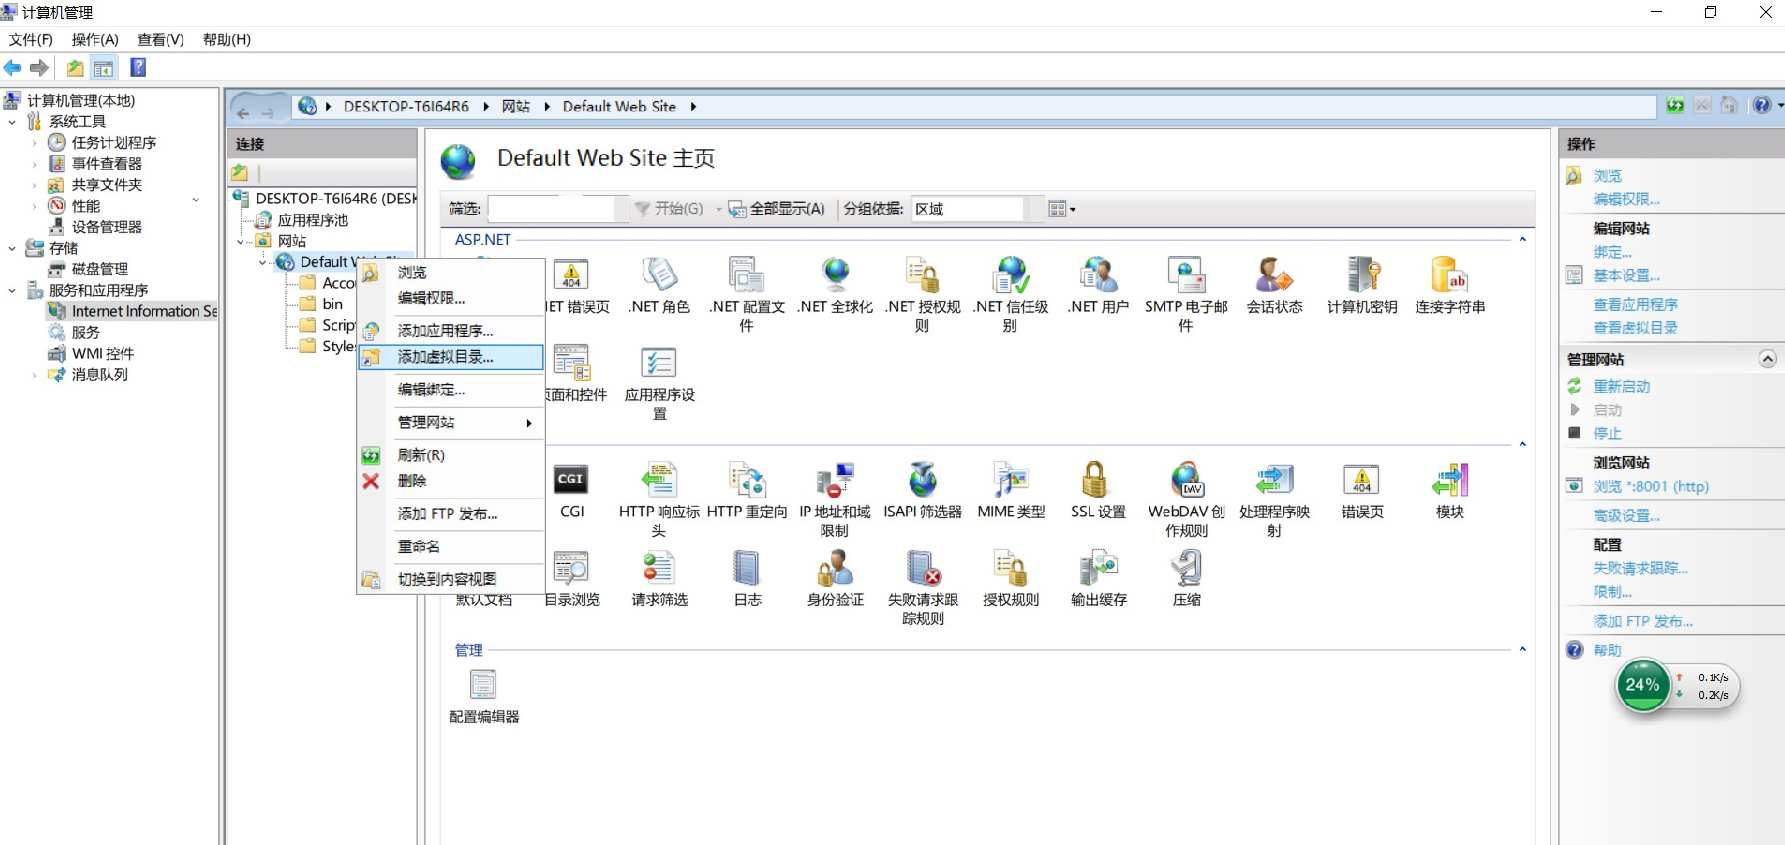 计算机管理
文件(F) 操作(A) 查看(V) 帮助(H)
计算机管理(本地)
系统工具
任务计划程序
事件查看器
共享文件夹
性能
设备管理器
存储
磁盘管理
服务和应用程序
Internet Information Se
服务
WMI 控件
消息队列
DESKTOP-T6I64R6 网站 Default Web Site
连接
DESKTOP-T6I64R6 (DESK
应用程序池
网站
Default
Acco
bin
Scrip
Style
浏览
编辑权限...
添加应用程序...
添加虚拟目录...
编辑绑定...
管理网站
刷新(R)
删除
添加 FTP 发布...
重命名
切换到内容视图
Default Web Site 主页
筛选: 开始(G) 全部显示(A) 分组依据: 区域
ASP.NET
404
ab
.NET 角色 .NET 配置文 .NET 全球化 .NET 授权规 .NET 信任级 .NET 用户 SMTP 电子邮 会话状态 计算机密钥 连接字符串
ET 错误页
件 则 别 件
面和控件 应用程序设
置
CGI
DAV
404
CGI HTTP 响应标 HTTP 重定向 IP 地址和域 ISAPI 筛选器 MIME 类型 SSL 设置 WebDAV 创 处理程序映 错误页 模块
头 限制 作规则 射
默认文档 目录浏览 请求筛选 日志 身份验证 失败请求跟 授权规则 输出缓存 压缩
踪规则
管理
配置编辑器
操作
浏览
编辑权限...
编辑网站
绑定...
基本设置...
查看应用程序
查看虚拟目录
管理网站
重新启动
启动
停止
浏览网站
浏览 *:8001 (http)
高级设置...
配置
失败请求跟踪...
限制...
添加 FTP 发布...
帮助
24%
0.1K/s
0.2K/s